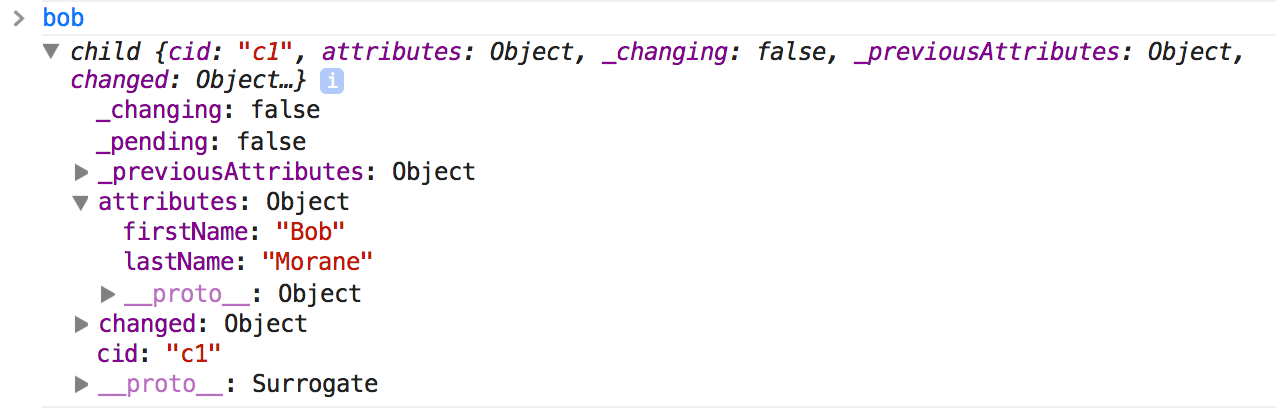 > bob
▼ child {cid: "c1", attributes: Object, _changing: false, _previousAttributes: Object,
changed: Object…} i
_changing: false
_pending: false
▶ _previousAttributes: Object
▼ attributes: Object
firstName: "Bob"
lastName: "Morane"
▶ __proto__: Object
▶ changed: Object
cid: "c1"
▶ __proto__: Surrogate